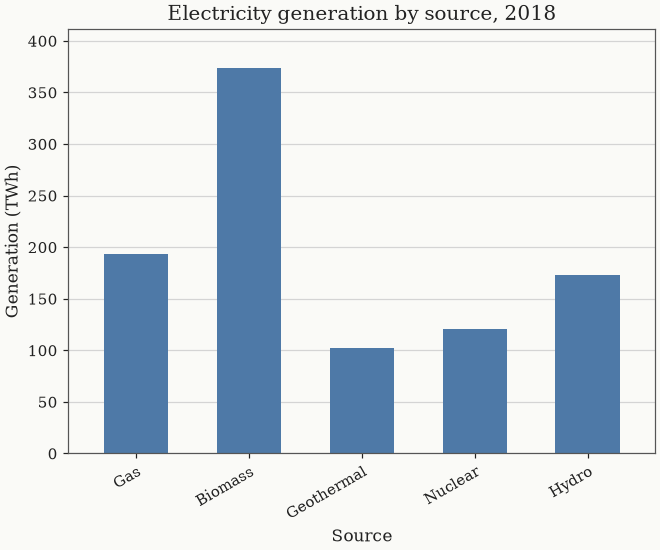 Electricity generation by source, 2018
Generation (TWh)
400
350
300
250
200
150
100
50
0
Gas
Biomass
Geothermal
Nuclear
Hydro
Source